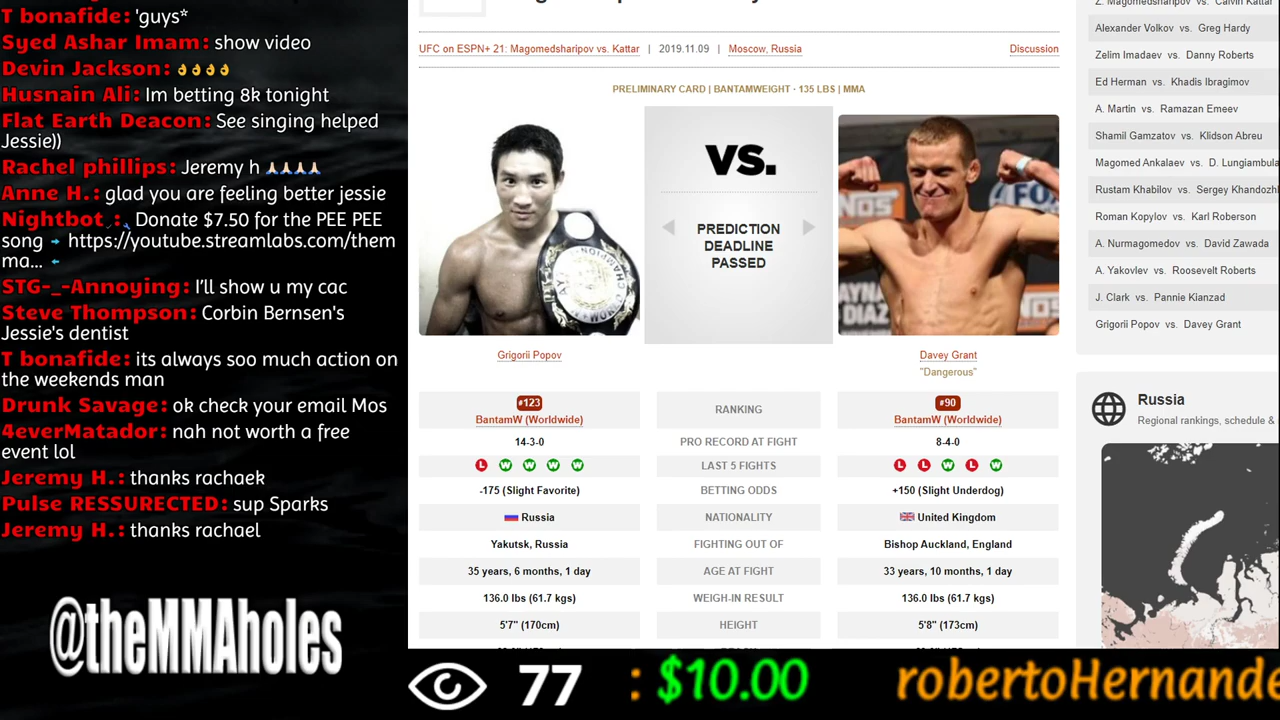 T bonafide: 'guys*
Syed Ashar Imam: show video
Devin Jackson: 👌👌👌👌
Husnain Ali: Im betting 8k tonight
Flat Earth Deacon: See singing helped
Jessie))
Rachel phillips: Jeremy h 🙏🙏🙏🙏
Anne H.: glad you are feeling better jessie
Nightbot: Donate $7.50 for the PEE PEE
song → https://youtube.streamlabs.com/them
ma... ←
STG-_-Annoying: I'll show u my cac
Steve Thompson: Corbin Bernsen's
Jessie's dentist
T bonafide: its always soo much action on
the weekends man
Drunk Savage: ok check your email Mos
4everMatador: nah not worth a free
event lol
Jeremy H.: thanks rachaek
Pulse RESSURECTED: sup Sparks
Jeremy H.: thanks rachael
@theMMAholes
UFC on ESPN+ 21: Magomedsharipov vs. Kattar | 2019.11.09 | Moscow, Russia
Discussion
PRELIMINARY CARD | BANTAMWEIGHT · 135 LBS | MMA
VS.
PREDICTION
DEADLINE
PASSED
Grigorii Popov
Davey Grant
"Dangerous"
#123 #90
BantamW (Worldwide) RANKING BantamW (Worldwide)
14-3-0 PRO RECORD AT FIGHT 8-4-0
L W W W W LAST 5 FIGHTS L L W L W
-175 (Slight Favorite) BETTING ODDS +150 (Slight Underdog)
Russia NATIONALITY United Kingdom
Yakutsk, Russia FIGHTING OUT OF Bishop Auckland, England
35 years, 6 months, 1 day AGE AT FIGHT 33 years, 10 months, 1 day
136.0 lbs (61.7 kgs) WEIGH-IN RESULT 136.0 lbs (61.7 kgs)
5'7" (170cm) HEIGHT 5'8" (173cm)
Z. Magomedsharipov vs. Calvin Kattar
Alexander Volkov vs. Greg Hardy
Zelim Imadaev vs. Danny Roberts
Ed Herman vs. Khadis Ibragimov
A. Martin vs. Ramazan Emeev
Shamil Gamzatov vs. Klidson Abreu
Magomed Ankalaev vs. D. Lungiambula
Rustam Khabilov vs. Sergey Khandozh
Roman Kopylov vs. Karl Roberson
A. Nurmagomedov vs. David Zawada
A. Yakovlev vs. Roosevelt Roberts
J. Clark vs. Pannie Kianzad
Grigorii Popov vs. Davey Grant
Russia
Regional rankings, schedule &
77 : $10.00 robertoHernande